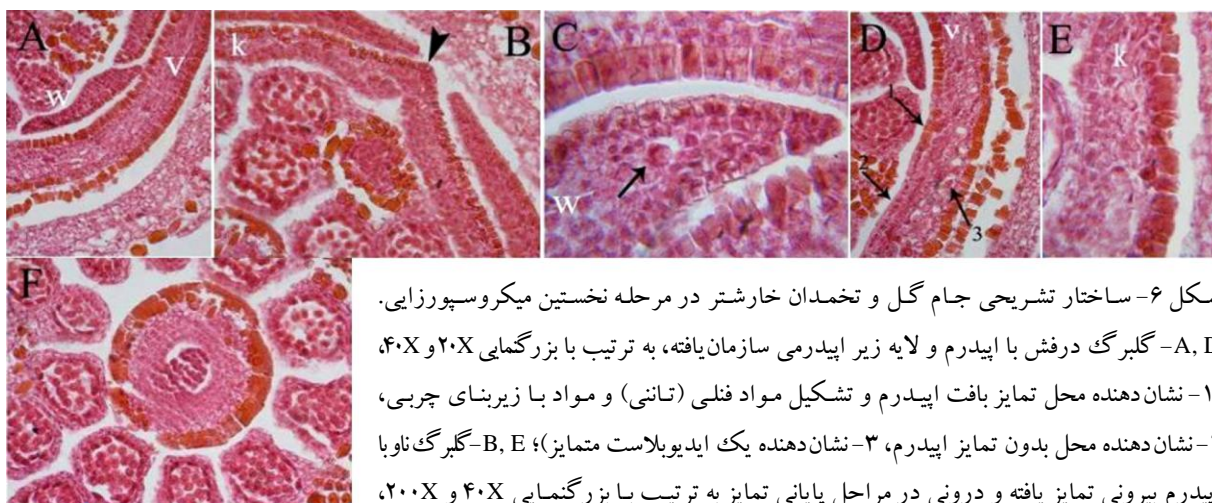 A
w
v
k
B
C
w
D
v
1
2
3
E
k
F
شکل ۶- ساختار تشریحی جام گل و تخمدان خارشتر در مرحله نخستین میکروسپورزایی.
A, D- گلبرگ درفش با اپیدرم و لایه زیر اپیدرمی سازمان‌یافته، به ترتیب با بزرگنمایی ۲۰X و ۴۰X،
۱- نشان‌دهنده محل تمایز بافت اپیدرم و تشکیل مواد فنلی (تاننی) و مواد با زیربنای چربی،
-نشان‌دهنده محل بدون تمایز اپیدرم، ۳-نشان‌دهنده یک ایدیوبلاست متمایز)؛ B, E-گلبرگ ناو با
پیدرم بیرونی تمایز یافته و درونی در مراحل پایانی تمایز به ترتیب با بزرگنمایی ۴۰X و ۲۰۰X،